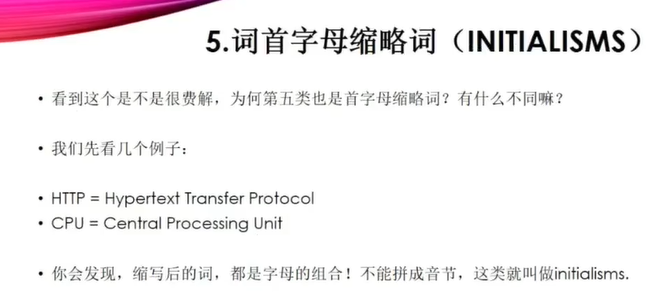 5.词首字母缩略词（INITIALISMS）
• 看到这个是不是很费解，为何第五类也是首字母缩略词？有什么不同嘛？
• 我们先看几个例子：
• HTTP = Hypertext Transfer Protocol
• CPU = Central Processing Unit
• 你会发现，缩写后的词，都是字母的组合！不能拼成音节，这类就叫做initialisms.